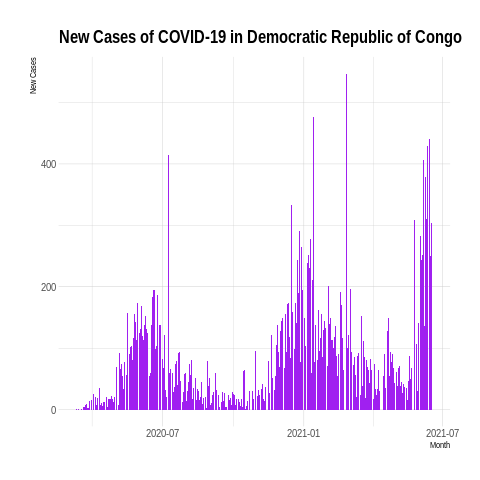 New Cases of COVID-19 in Democratic Republic of Congo
New Cases
400
200
0
2020-07
2021-01
2021-07
Month